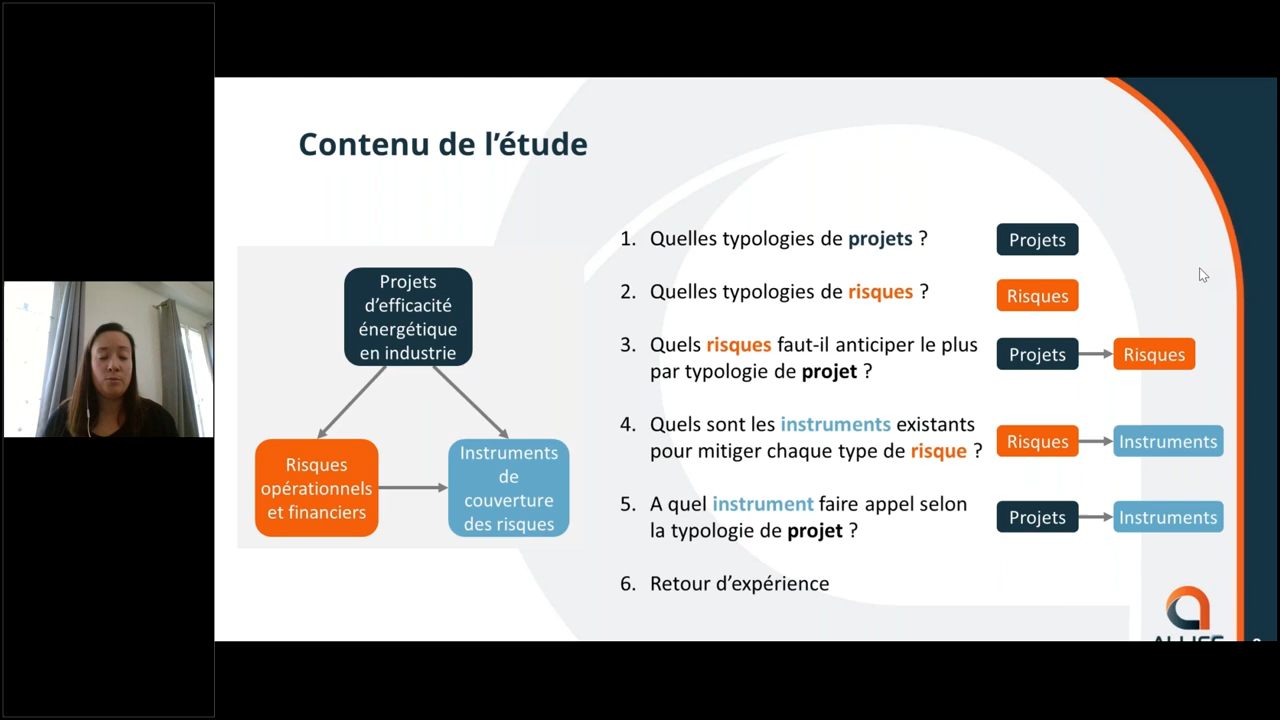 Contenu de l’étude
Projets
d’efficacité
énergétique
en industrie
Risques
opérationnels
et financiers
Instruments
de
couverture
des risques
1. Quelles typologies de projets ?
Projets
2. Quelles typologies de risques ?
Risques
3. Quels risques faut-il anticiper le plus
par typologie de projet ?
Projets
Risques
4. Quels sont les instruments existants
pour mitiger chaque type de risque ?
Risques
Instruments
5. A quel instrument faire appel selon
la typologie de projet ?
Projets
Instruments
6. Retour d’expérience